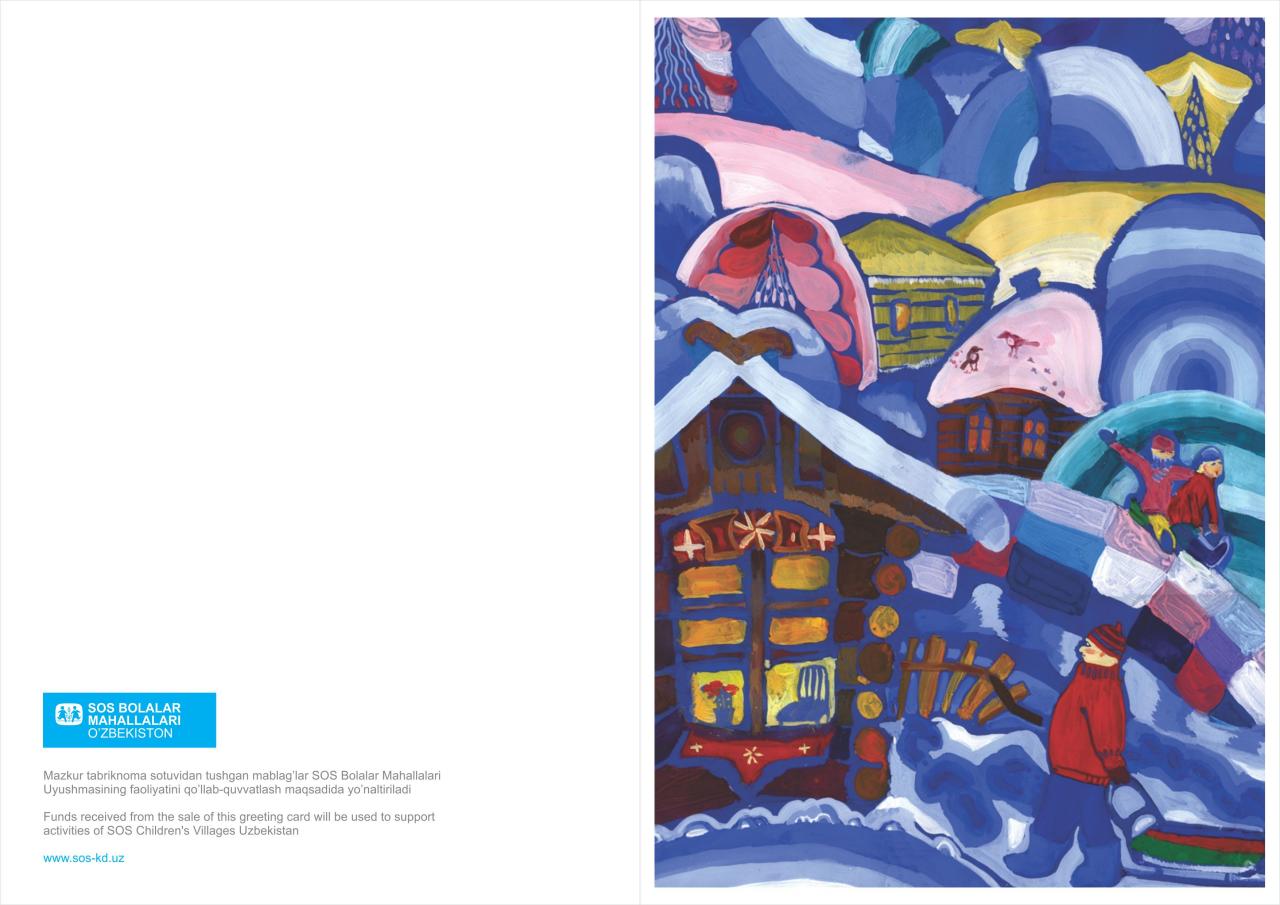 SOS BOLALAR
MAHALLALARI
O'ZBEKISTON
Mazkur tabriknoma sotuvidan tushgan mablag'lar SOS Bolalar Mahallalari
Uyushmasining faoliyatini qo'llab-quvvatlash maqsadida yo'naltiriladi
Funds received from the sale of this greeting card will be used to support
activities of SOS Children's Villages Uzbekistan
www.sos-kd.uz